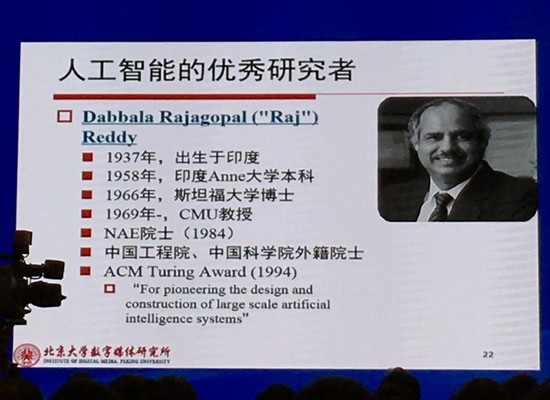 人工智能的优秀研究者
Dabbala Rajagopal ("Raj")
Reddy
1937年，出生于印度
1958年，印度Anne大学本科
1966年，斯坦福大学博士
1969年-，CMU教授
NAE院士（1984）
中国工程院、中国科学院外籍院士
ACM Turing Award (1994)
“For pioneering the design and
construction of large scale artificial
intelligence systems”
北京大学数字媒体研究所
INSTITUTE OF DIGITAL MEDIA, PEKING UNIVERSITY
22